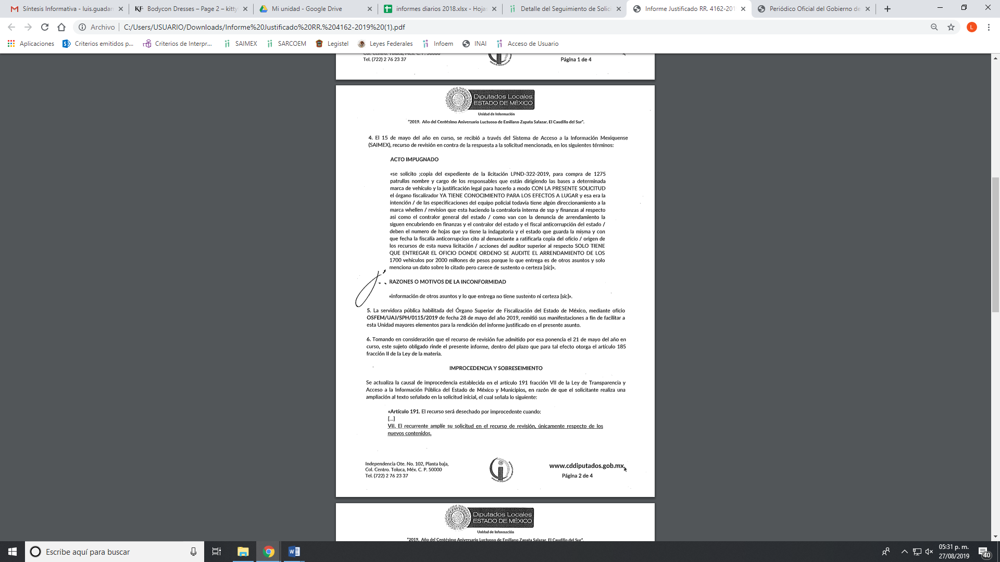 Síntesis Informativa - luis.guadar
Bodycon Dresses – Page 2 – kitty
Mi unidad - Google Drive
informes diarios 2018.xlsx - Hoja
Detalle del Seguimiento de Solici
Informe Justificado RR. 4162-201
Periódico Oficial del Gobierno de
Archivo | C:/Users/USUARIO/Downloads/Informe%20Justificado%20RR.%204162-2019%20(1).pdf
L
Aplicaciones
Criterios emitidos p...
Criterios de Interpr...
SAIMEX
SARCOEM
Legistel
Leyes Federales
Infoem
INAI
Acceso de Usuario
Col. Centro. Toluca, Méx. C. P. 50000
Tel. (722) 2 76 23 37
Página 1 de 4
Diputados Locales
ESTADO DE MÉXICO
Unidad de Información
"2019. Año del Centésimo Aniversario Luctuoso de Emiliano Zapata Salazar. El Caudillo del Sur".
4. El 15 de mayo del año en curso, se recibió a través del Sistema de Acceso a la Información Mexiquense
(SAIMEX), recurso de revisión en contra de la respuesta a la solicitud mencionada, en los siguientes términos:
ACTO IMPUGNADO
«se solicito ;copia del expediente de la licitación LPND-322-2019, para compra de 1275
patrullas nombre y cargo de los responsables que están dirigiendo las bases a determinada
marca de vehículo y la justificación legal para hacerlo a modo CON LA PRESENTE SOLICITUD
el órgano fiscalizador YA TIENE CONOCIMIENTO PARA LOS EFECTOS A LUGAR y esa era la
intención / de las especificaciones del equipo policial todavía tiene algún direccionamiento a la
marca whellen / revision que esta haciendo la contraloria interna de ssp y finanzas al respecto
asi como el contralor general del estado / como van con la denuncia de arrendamiento la
siguen encubriendo en finanzas y el contralor del estado y el fiscal anticorrupción del estado /
deben el numero de hojas que ya tiene la indagatoria y el estado que guarda la misma y con
que fecha la fiscalía anticorrupcion cito al denunciante a ratificarla copia del oficio / origen de
los recursos de esta nueva licitación / acciones del auditor superior al respecto SOLO TIENE
QUE ENTREGAR EL OFICIO DONDE ORDENO SE AUDITE EL ARRENDAMIENTO DE LOS
1700 vehículos por 2000 millones de pesos porque lo que entrega es de otros asuntos y solo
menciona un dato sobre lo citado pero carece de sustento o certeza [sic]».
RAZONES O MOTIVOS DE LA INCONFORMIDAD
«información de otros asuntos y lo que entrega no tiene sustento ni certeza [sic]».
5. La servidora pública habilitada del Órgano Superior de Fiscalización del Estado de México, mediante oficio
OSFEM/UAJ/SPH/0115/2019 de fecha 28 de mayo del año 2019, remitió sus manifestaciones a fin de facilitar a
esta Unidad mayores elementos para la rendición del informe justificado en el presente asunto.
6. Tomando en consideración que el recurso de revisión fue admitido por esa ponencia el 21 de mayo del año en
curso, este sujeto obligado rinde el presente informe, dentro del plazo que para tal efecto otorga el artículo 185
fracción II de la Ley de la materia.
IMPROCEDENCIA Y SOBRESEIMIENTO
Se actualiza la causal de improcedencia establecida en el artículo 191 fracción VII de la Ley de Transparencia y
Acceso a la Información Pública del Estado de México y Municipios, en razón de que el solicitante realiza una
ampliación al texto señalado en la solicitud inicial, el cual señala lo siguiente:
«Artículo 191. El recurso será desechado por improcedente cuando:
[...]
VII. El recurrente amplíe su solicitud en el recurso de revisión, únicamente respecto de los
nuevos contenidos.
Independencia Ote. No. 102, Planta baja,
Col. Centro. Toluca, Méx. C. P. 50000
Tel. (722) 2 76 23 37
www.cddiputados.gob.mx
Página 2 de 4
Diputados Locales
ESTADO DE MÉXICO
Unidad de Información
"2019. Año del Centésimo Aniversario Luctuoso de Emiliano Zapata Salazar. El Caudillo del Sur".
Escribe aquí para buscar
05:31 p. m.
27/08/2019
40